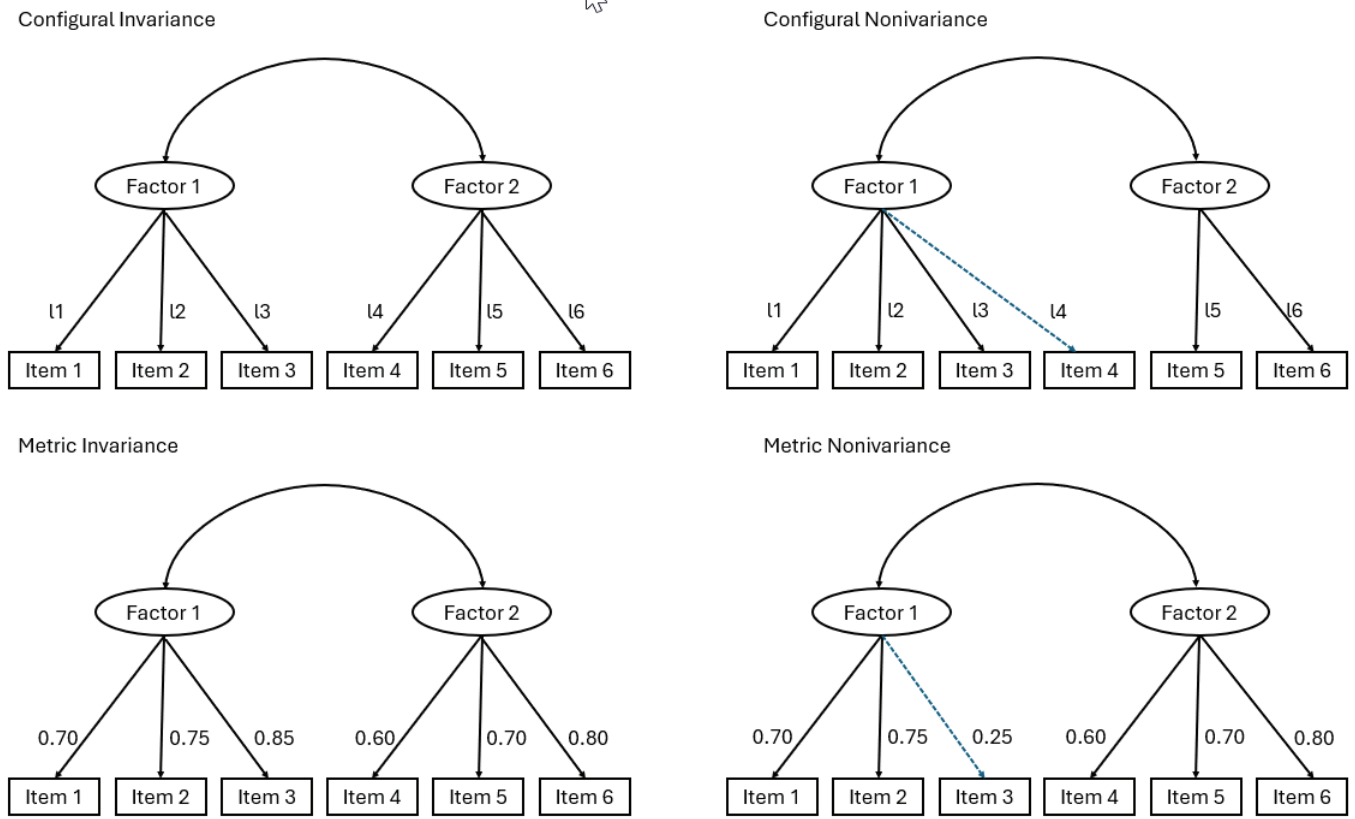 Configural Invariance Configural Nonivariance
Factor 1 Factor 2 Factor 1 Factor 2
l1 l2 l3 l4 l5 l6 l1 l2 l3 l4 l5 l6
Item 1 Item 2 Item 3 Item 4 Item 5 Item 6 Item 1 Item 2 Item 3 Item 4 Item 5 Item 6
Metric Invariance Metric Nonivariance
Factor 1 Factor 2 Factor 1 Factor 2
0.70 0.75 0.85 0.60 0.70 0.80 0.70 0.75 0.25 0.60 0.70 0.80
Item 1 Item 2 Item 3 Item 4 Item 5 Item 6 Item 1 Item 2 Item 3 Item 4 Item 5 Item 6